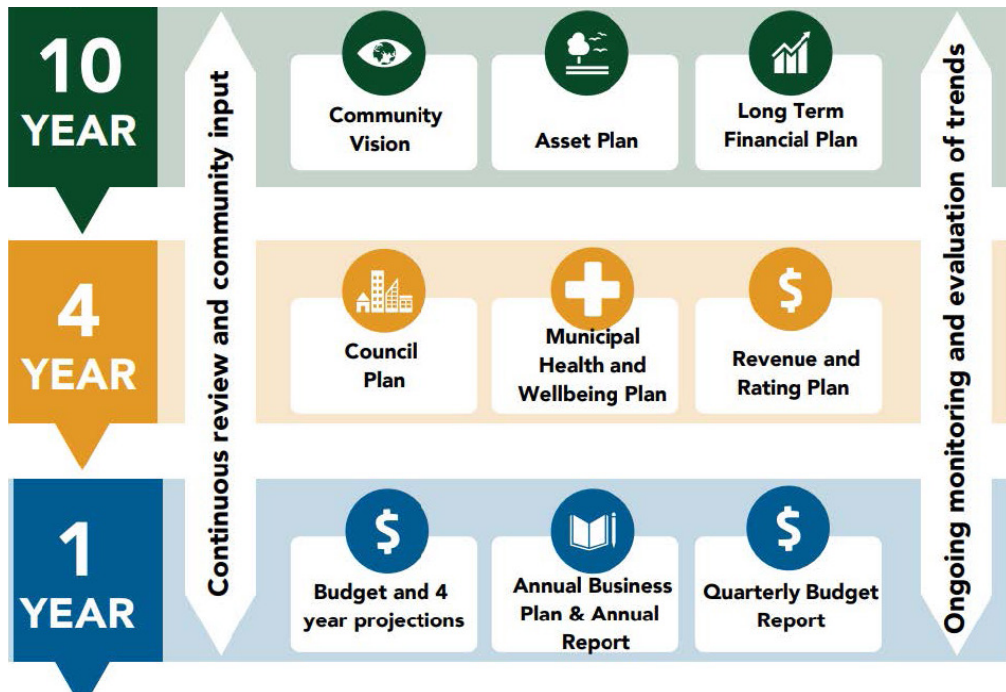 10
YEAR
Continuous review and community input
Community
Vision
Asset Plan
Long Term
Financial Plan
Ongoing monitoring and evaluation of trends
4
YEAR
Council
Plan
Municipal
Health and
Wellbeing Plan
$
Revenue and
Rating Plan
1
YEAR
$
Budget and 4
year projections
Annual Business
Plan & Annual
Report
$
Quarterly Budget
Report